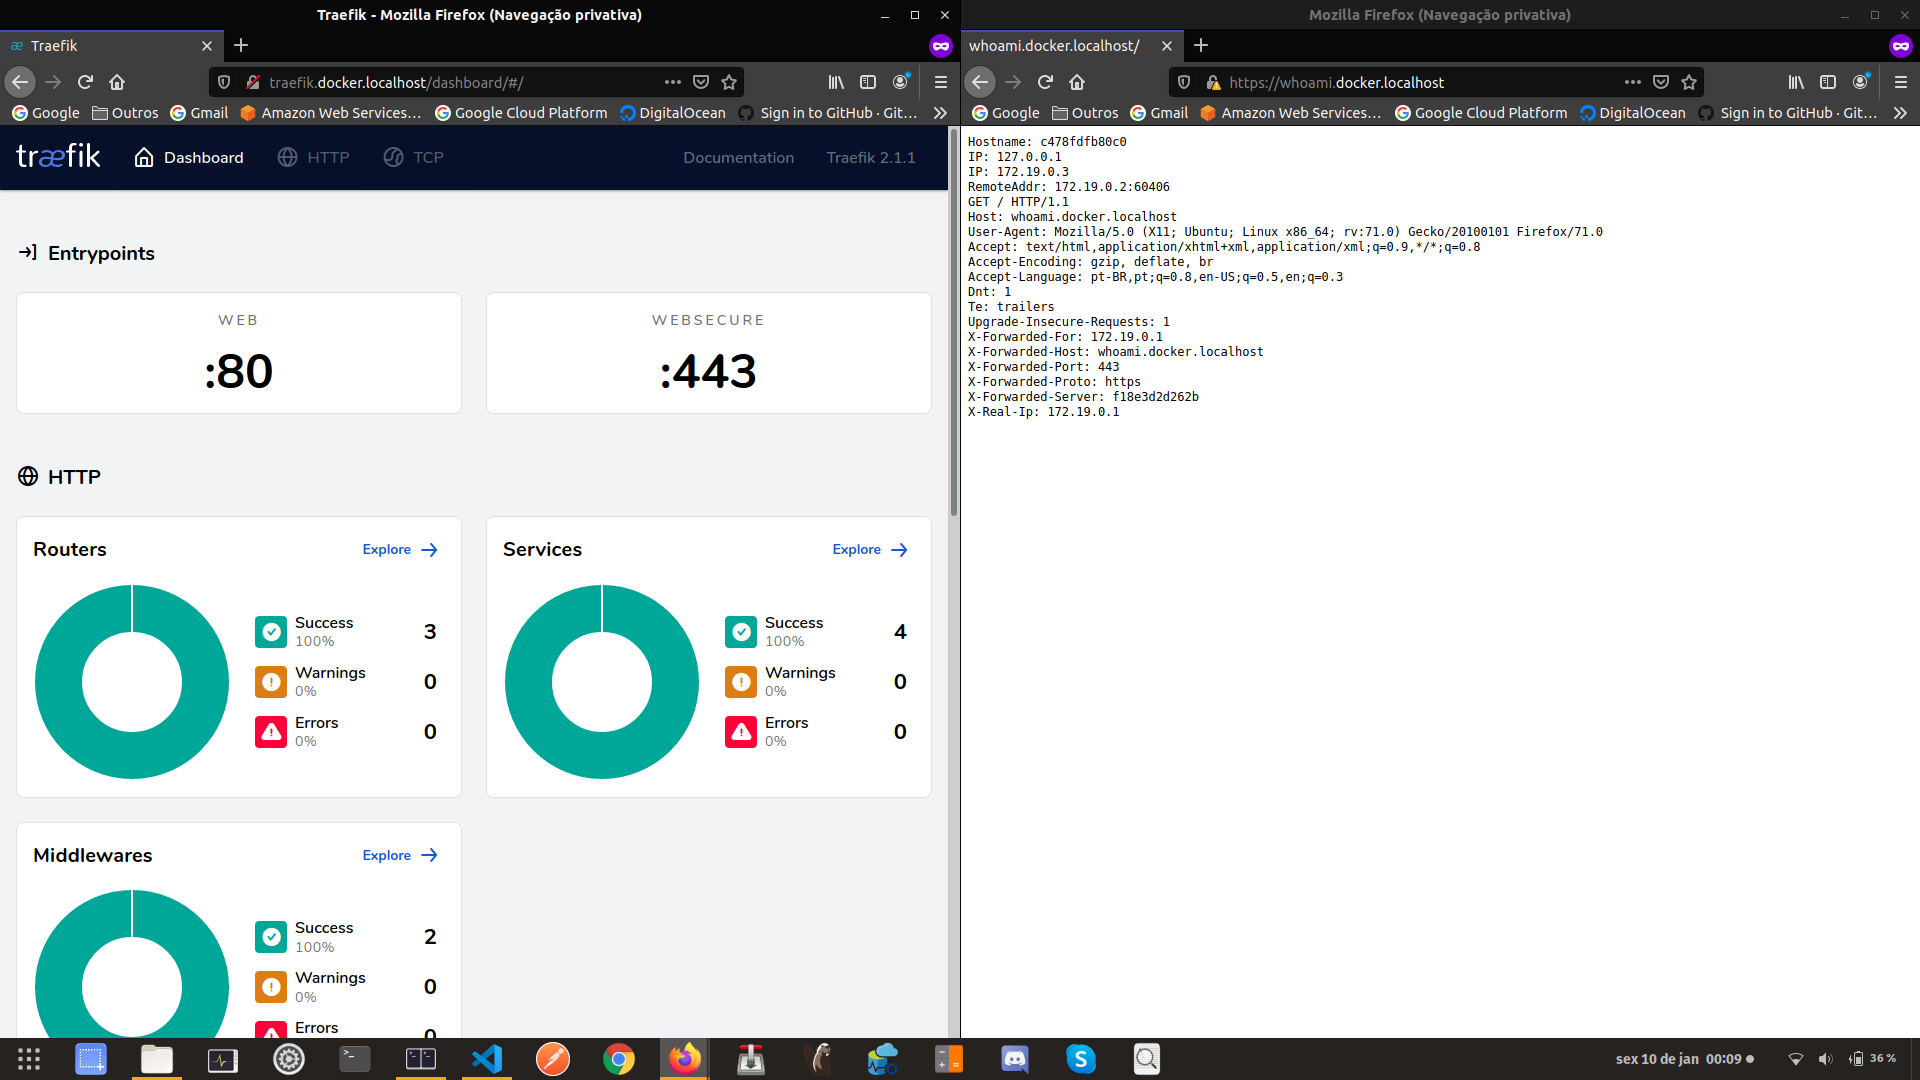 Traefik - Mozilla Firefox (Navegação privativa)
Traefik
traefik.docker.localhost/dashboard/#/
Google Outros Gmail Amazon Web Services… Google Cloud Platform DigitalOcean Sign in to GitHub · Git…
træfik Dashboard HTTP TCP Documentation Traefik 2.1.1
Entrypoints
WEB
:80
WEBSECURE
:443
HTTP
Routers Explore
Success 3
100%
Warnings 0
0%
Errors 0
0%
Services Explore
Success 4
100%
Warnings 0
0%
Errors 0
0%
Middlewares Explore
Success 2
100%
Warnings 0
0%
Errors 0
Mozilla Firefox (Navegação privativa)
whoami.docker.localhost/
https://whoami.docker.localhost
Google Outros Gmail Amazon Web Services… Google Cloud Platform DigitalOcean Sign in to GitHub · Git…
Hostname: c478fdfb80c0
IP: 127.0.0.1
IP: 172.19.0.3
RemoteAddr: 172.19.0.2:60406
GET / HTTP/1.1
Host: whoami.docker.localhost
User-Agent: Mozilla/5.0 (X11; Ubuntu; Linux x86_64; rv:71.0) Gecko/20100101 Firefox/71.0
Accept: text/html,application/xhtml+xml,application/xml;q=0.9,*/*;q=0.8
Accept-Encoding: gzip, deflate, br
Accept-Language: pt-BR,pt;q=0.8,en-US;q=0.5,en;q=0.3
Dnt: 1
Te: trailers
Upgrade-Insecure-Requests: 1
X-Forwarded-For: 172.19.0.1
X-Forwarded-Host: whoami.docker.localhost
X-Forwarded-Port: 443
X-Forwarded-Proto: https
X-Forwarded-Server: f18e3d2d262b
X-Real-Ip: 172.19.0.1
sex 10 de jan 00:09 36 %